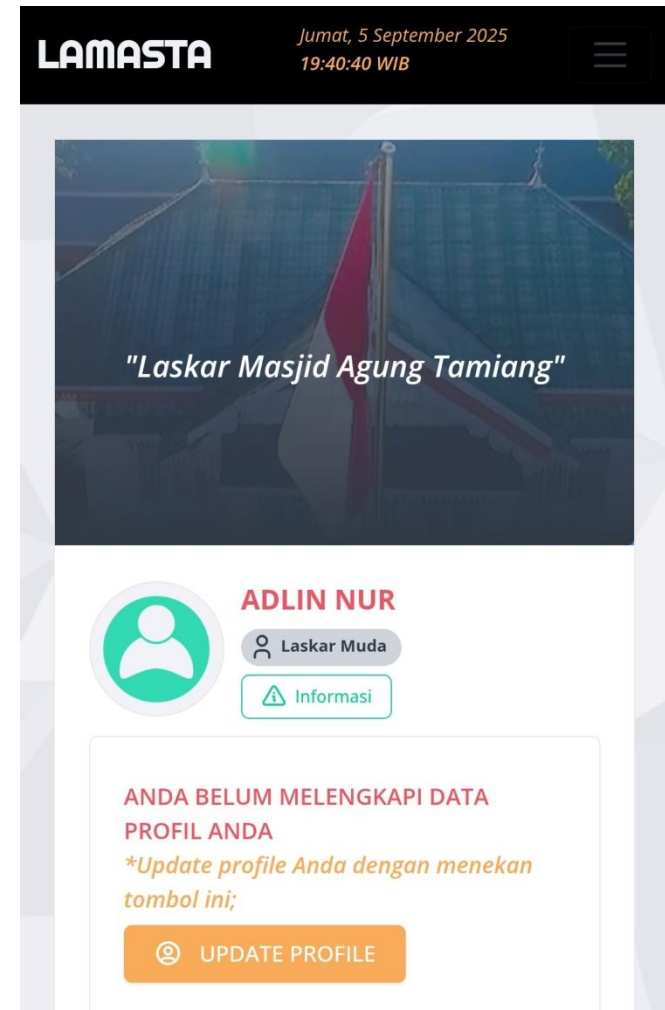 LAMASTA
Jumat, 5 September 2025
19:40:40 WIB
"Laskar Masjid Agung Tamiang"
ADLIN NUR
Laskar Muda
Informasi
ANDA BELUM MELENGKAPI DATA
PROFIL ANDA
*Update profile Anda dengan menekan
tombol ini;
UPDATE PROFILE